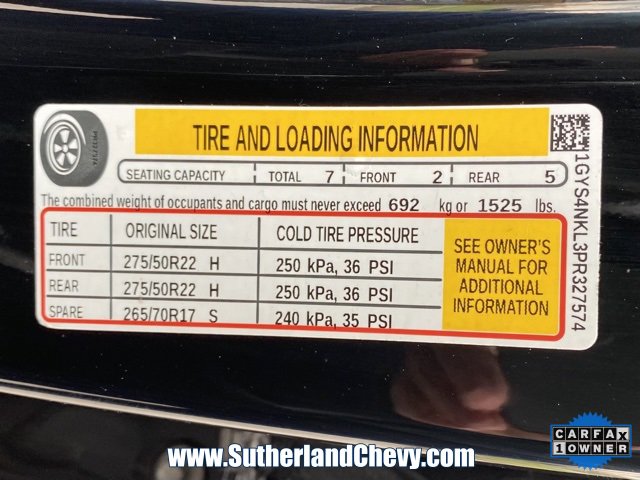 TIRE AND LOADING INFORMATION
SEATING CAPACITY TOTAL 7 FRONT 2 REAR 5
The combined weight of occupants and cargo must never exceed 692 kg or 1525 lbs.
TIRE ORIGINAL SIZE COLD TIRE PRESSURE
FRONT 275/50R22 H 250 kPa, 36 PSI
REAR 275/50R22 H 250 kPa, 36 PSI
SPARE 265/70R17 S 240 kPa, 35 PSI
SEE OWNER'S
MANUAL FOR
ADDITIONAL
INFORMATION
1GYS4NKL3PR327574
PR327574
www.SutherlandChevy.com
CARFAX
1 OWNER